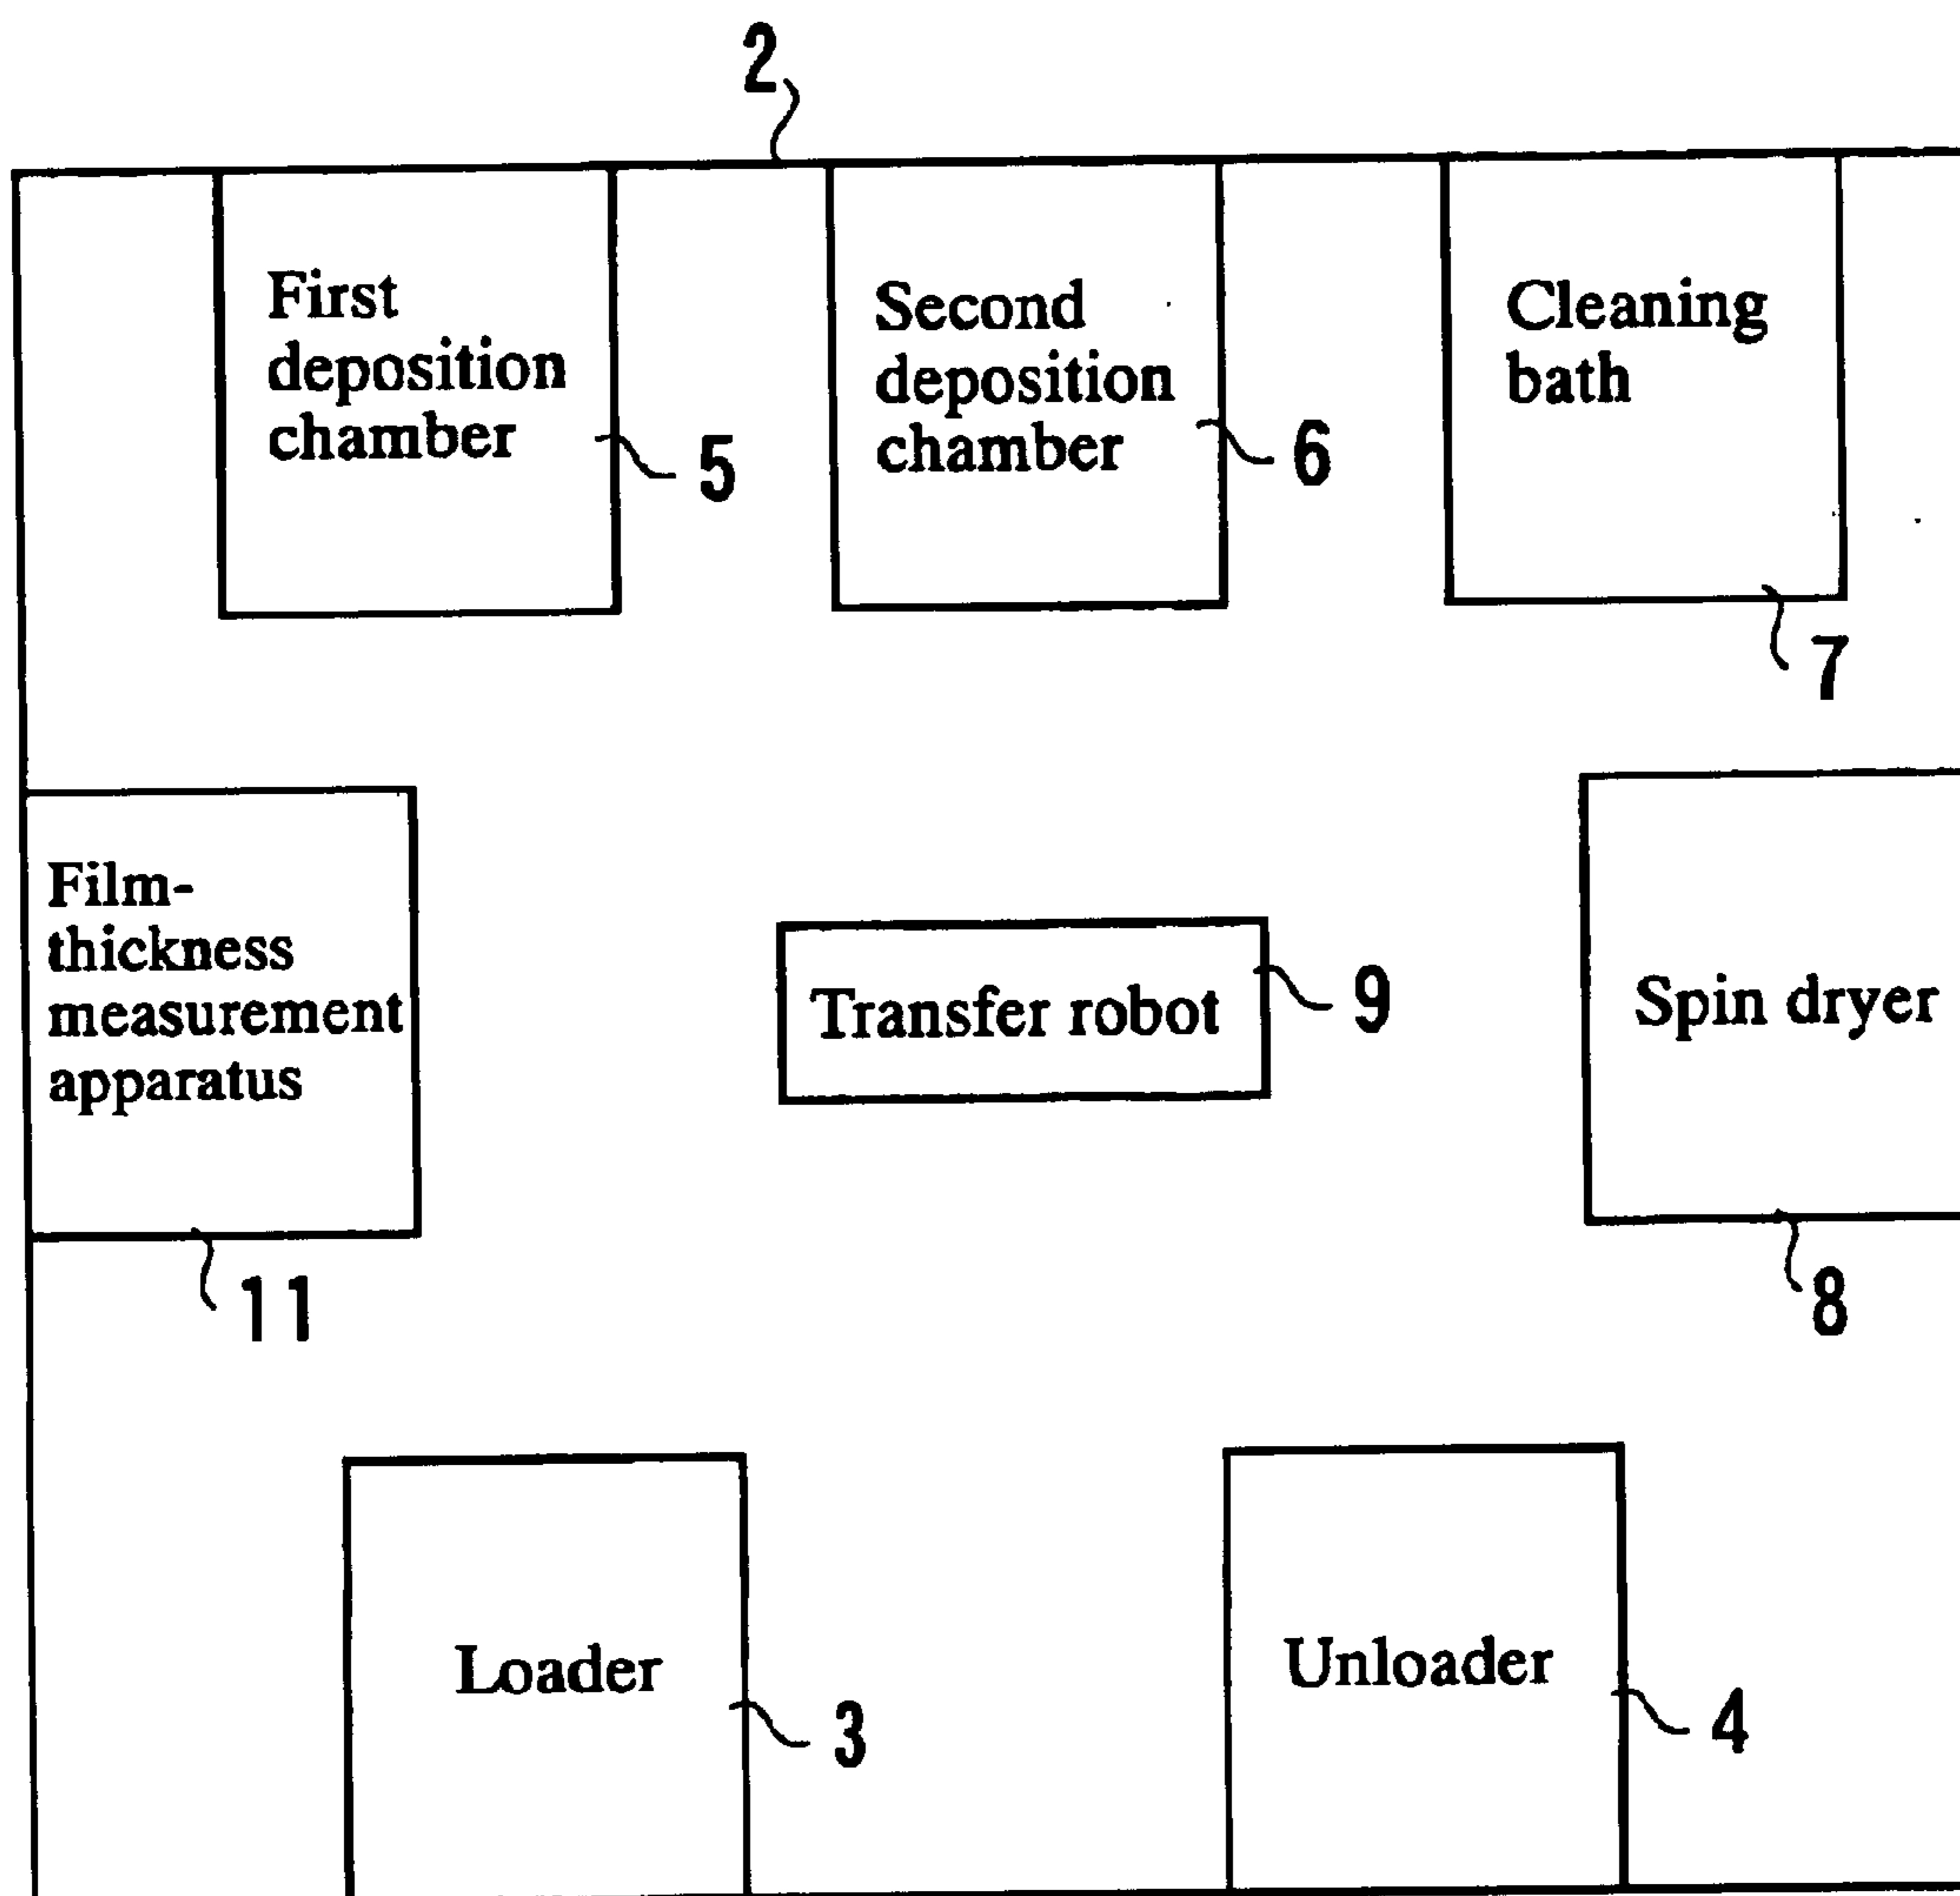 2
First
deposition
chamber
5
Second
deposition
chamber
6
Cleaning
bath
7
Film-
thickness
measurement
apparatus
11
Transfer robot
9
Spin dryer
8
Loader
3
Unloader
4